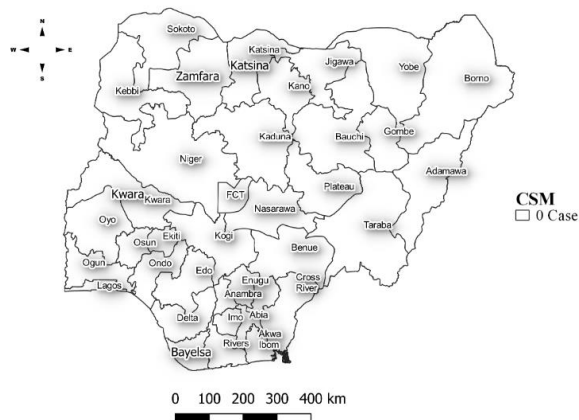 N
W E
S
Sokoto
Katsina
Katsina
Jigawa
Yobe
Borno
Zamfara
Kebbi
Kano
Kaduna
Bauchi
Gombe
Niger
Adamawa
Plateau
FCT
Nasarawa
Kwara
Kwara
Taraba
Oyo
Kogi
Ekiti
Osun
Benue
Ogun
Ondo
Edo
Lagos
Enugu
Cross
River
Anambra
Delta
Imo
Abia
Rivers
Akwa
Ibom
Bayelsa
CSM
0 Case
0 100 200 300 400 km